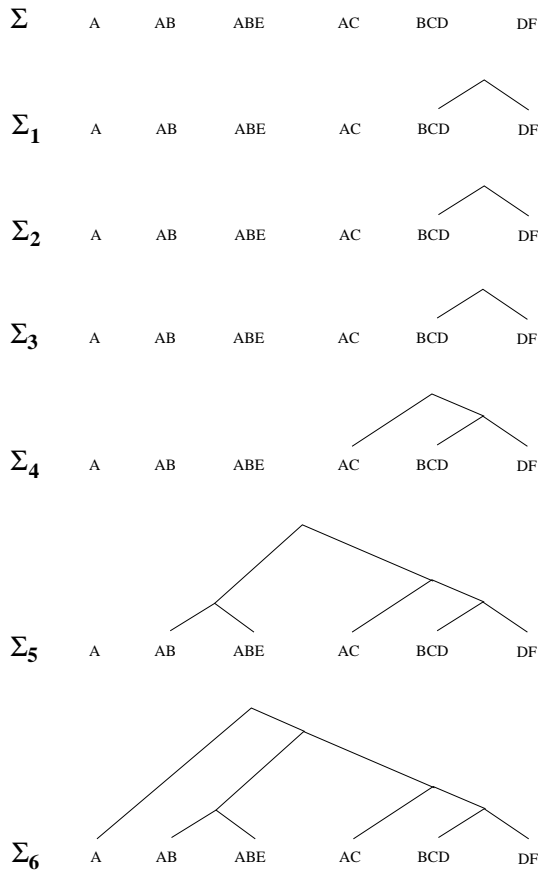 Σ A AB ABE AC BCD DF
Σ1 A AB ABE AC BCD DF
Σ2 A AB ABE AC BCD DF
Σ3 A AB ABE AC BCD DF
Σ4 A AB ABE AC BCD DF
Σ5 A AB ABE AC BCD DF
Σ6 A AB ABE AC BCD DF